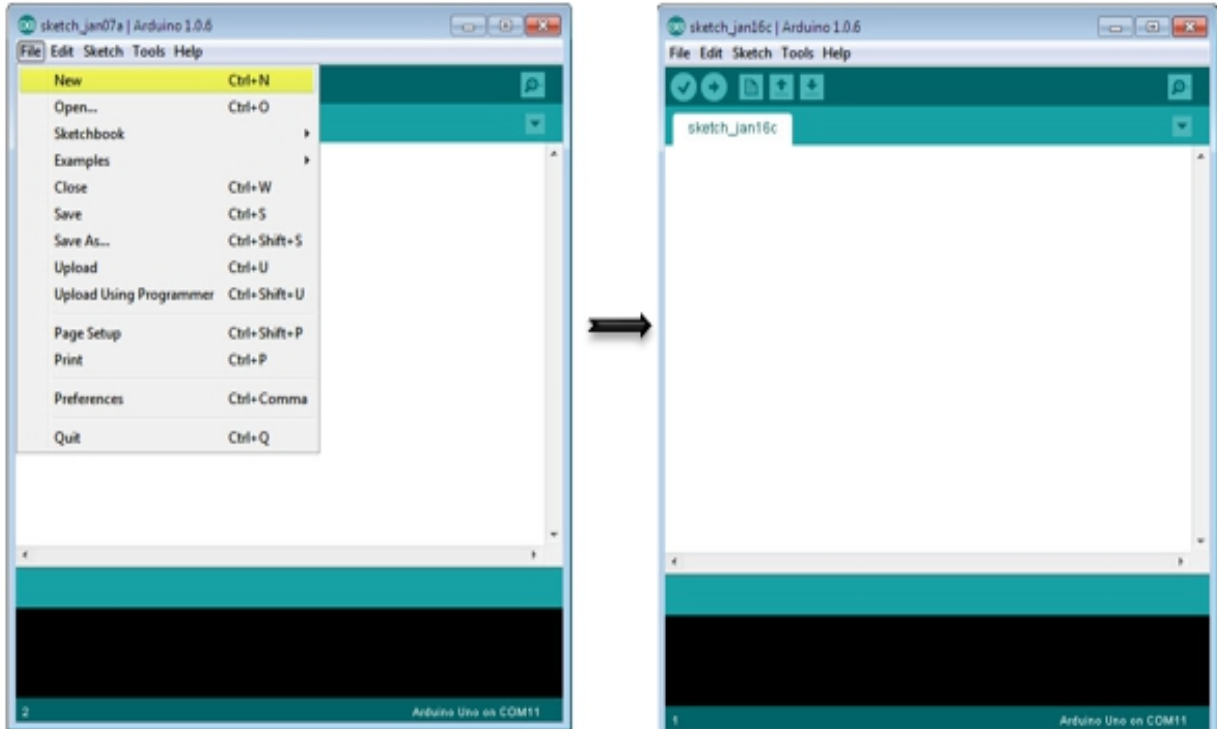 sketch_jan07a | Arduino 1.0.6
File Edit Sketch Tools Help
New Ctrl+N
Open... Ctrl+O
Sketchbook
Examples
Close Ctrl+W
Save Ctrl+S
Save As... Ctrl+Shift+S
Upload Ctrl+U
Upload Using Programmer Ctrl+Shift+U
Page Setup Ctrl+Shift+P
Print Ctrl+P
Preferences Ctrl+Comma
Quit Ctrl+Q
2 Arduino Uno on COM11
sketch_jan16c | Arduino 1.0.6
File Edit Sketch Tools Help
sketch_jan16c
1 Arduino Uno on COM11